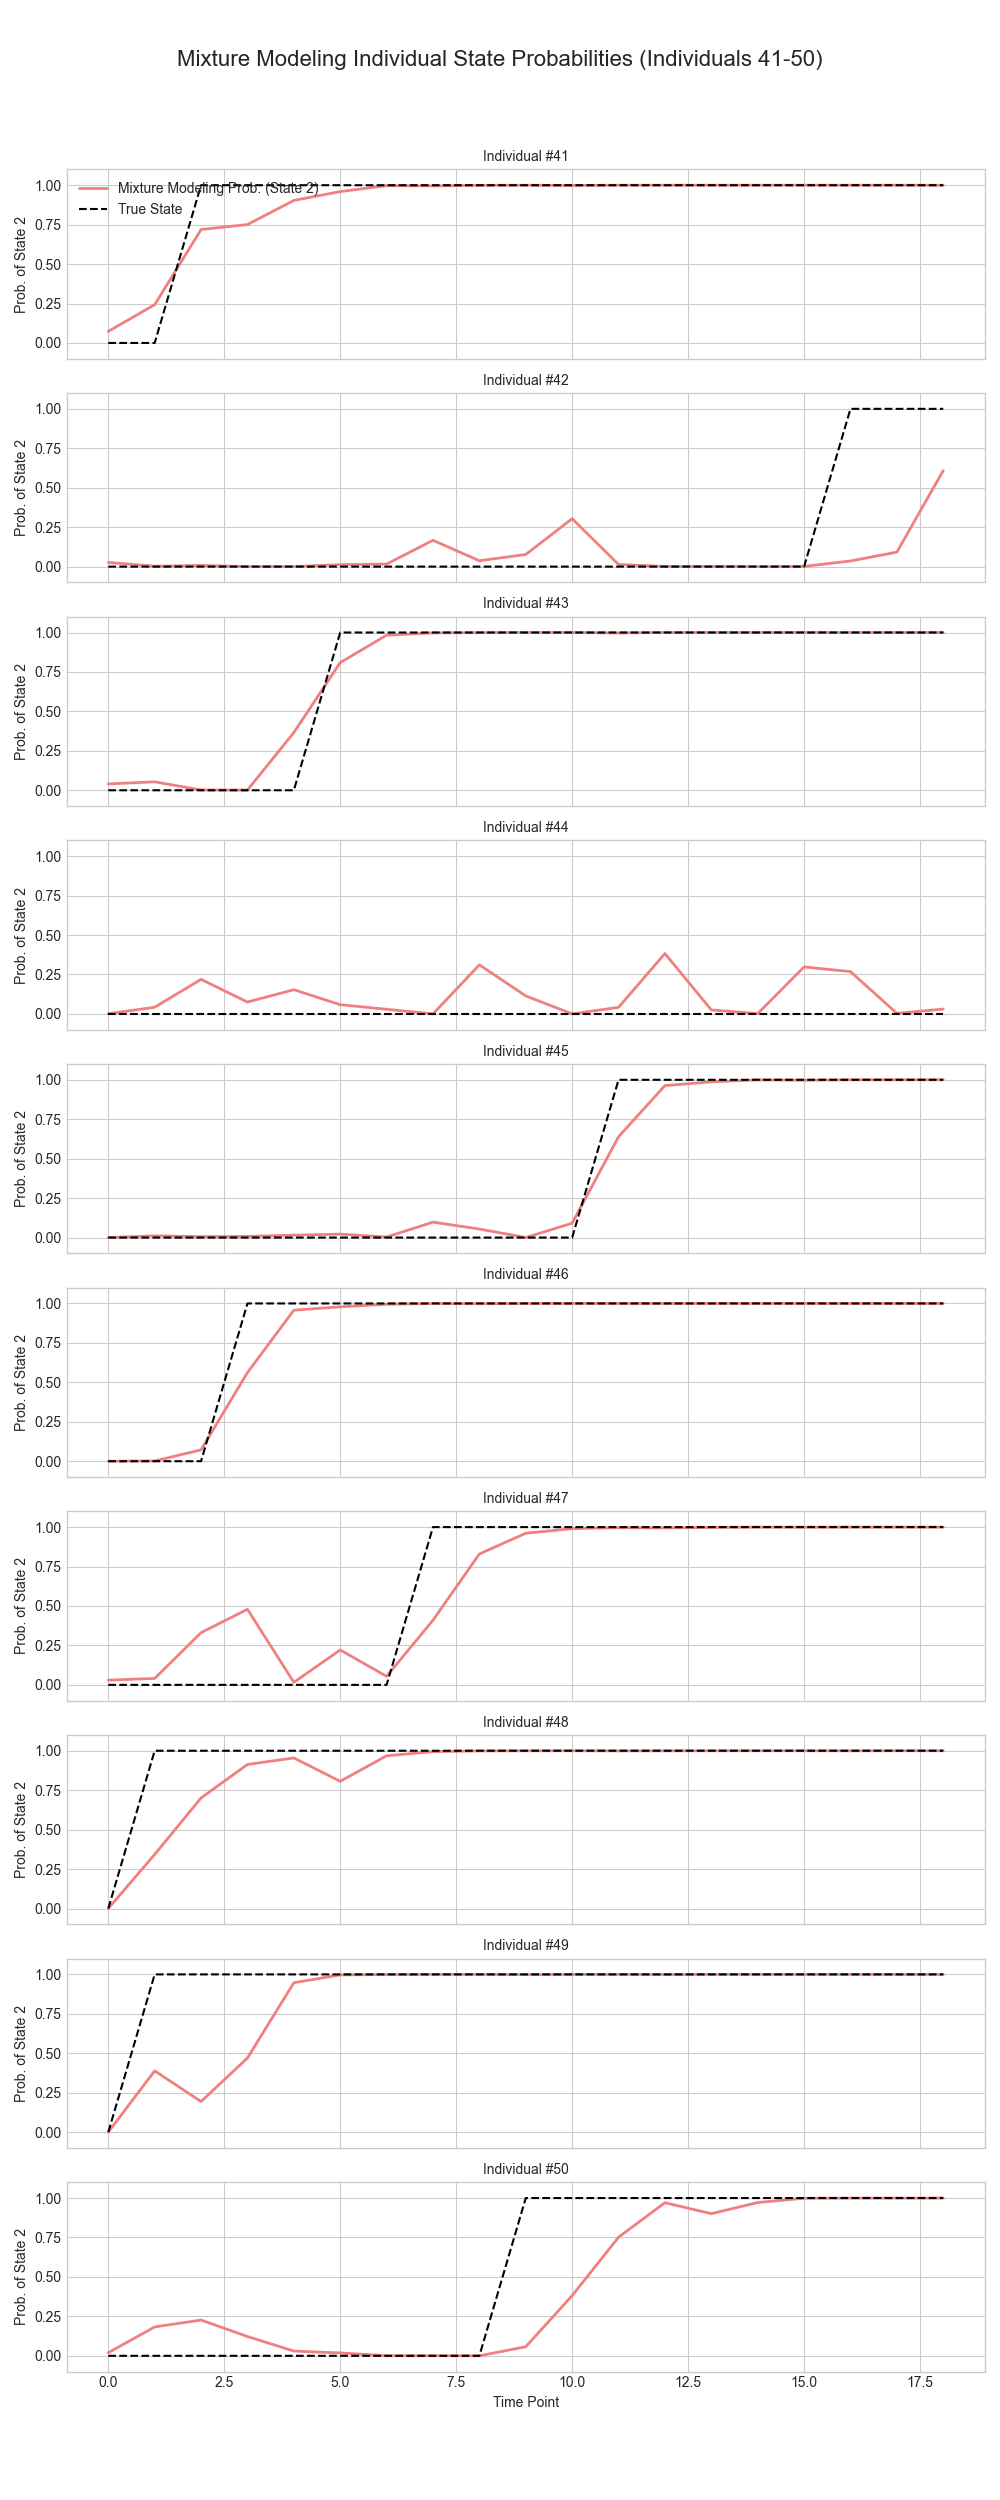 Mixture Modeling Individual State Probabilities (Individuals 41-50)
Individual #41
Mixture Modeling Prob. (State 2)
True State
Prob. of State 2
1.00
0.75
0.50
0.25
0.00
Individual #42
Prob. of State 2
1.00
0.75
0.50
0.25
0.00
Individual #43
Prob. of State 2
1.00
0.75
0.50
0.25
0.00
Individual #44
Prob. of State 2
1.00
0.75
0.50
0.25
0.00
Individual #45
Prob. of State 2
1.00
0.75
0.50
0.25
0.00
Individual #46
Prob. of State 2
1.00
0.75
0.50
0.25
0.00
Individual #47
Prob. of State 2
1.00
0.75
0.50
0.25
0.00
Individual #48
Prob. of State 2
1.00
0.75
0.50
0.25
0.00
Individual #49
Prob. of State 2
1.00
0.75
0.50
0.25
0.00
Individual #50
Prob. of State 2
1.00
0.75
0.50
0.25
0.00
0.0 2.5 5.0 7.5 10.0 12.5 15.0 17.5
Time Point